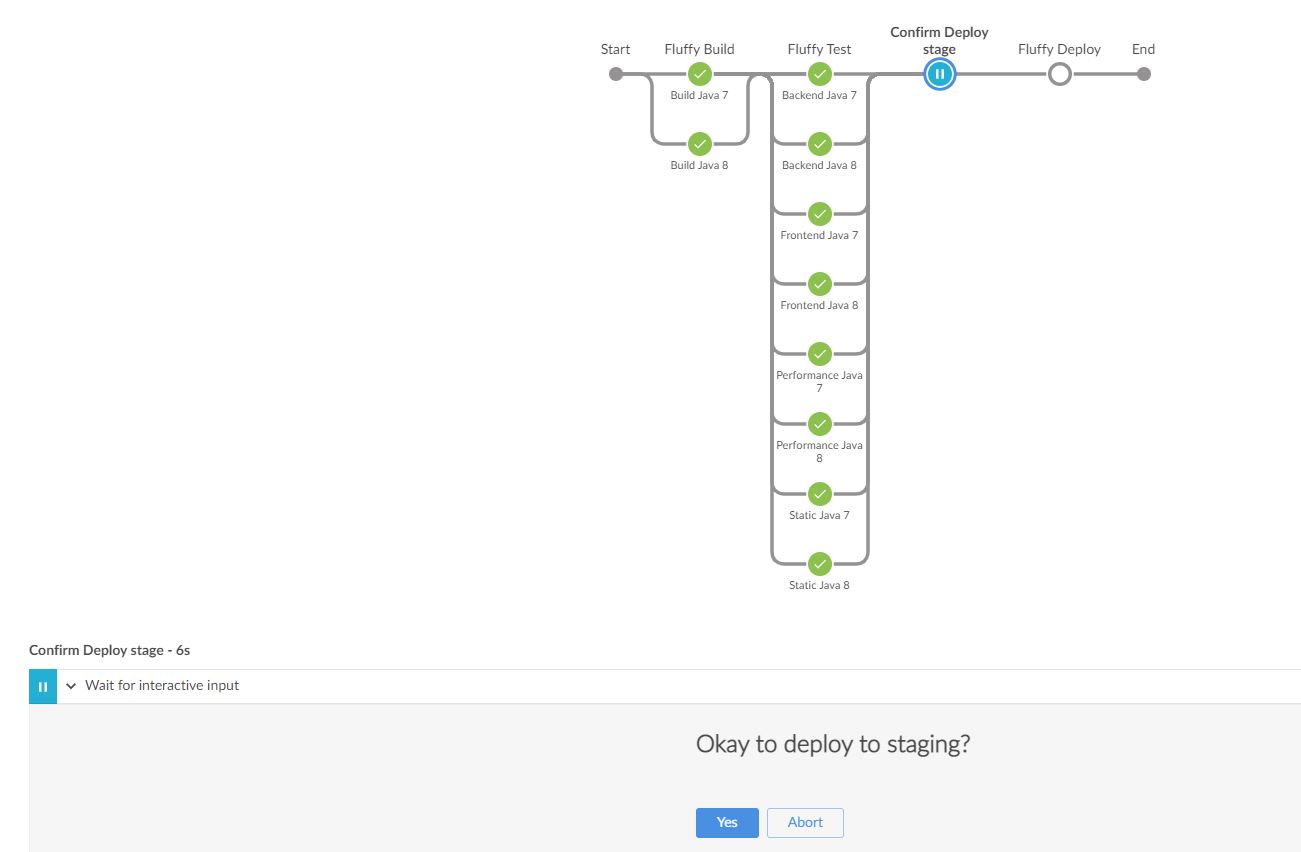 Start
Fluffy Build
Fluffy Test
Confirm Deploy
stage
Fluffy Deploy
End
Build Java 7
Build Java 8
Backend Java 7
Backend Java 8
Frontend Java 7
Frontend Java 8
Performance Java
7
Performance Java
8
Static Java 7
Static Java 8
Confirm Deploy stage - 6s
Wait for interactive input
Okay to deploy to staging?
Yes
Abort